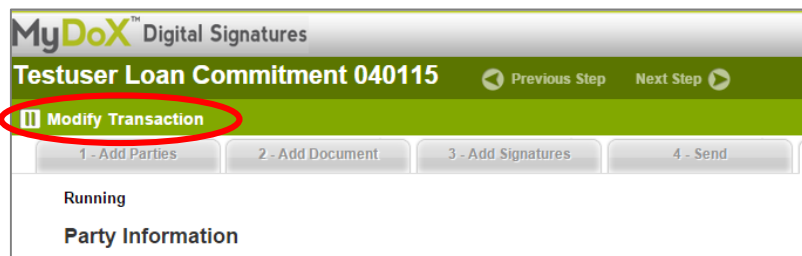 MyDoX™ Digital Signatures
Testuser Loan Commitment 040115 Previous Step Next Step
Modify Transaction
1 - Add Parties 2 - Add Document 3 - Add Signatures 4 - Send
Running
Party Information